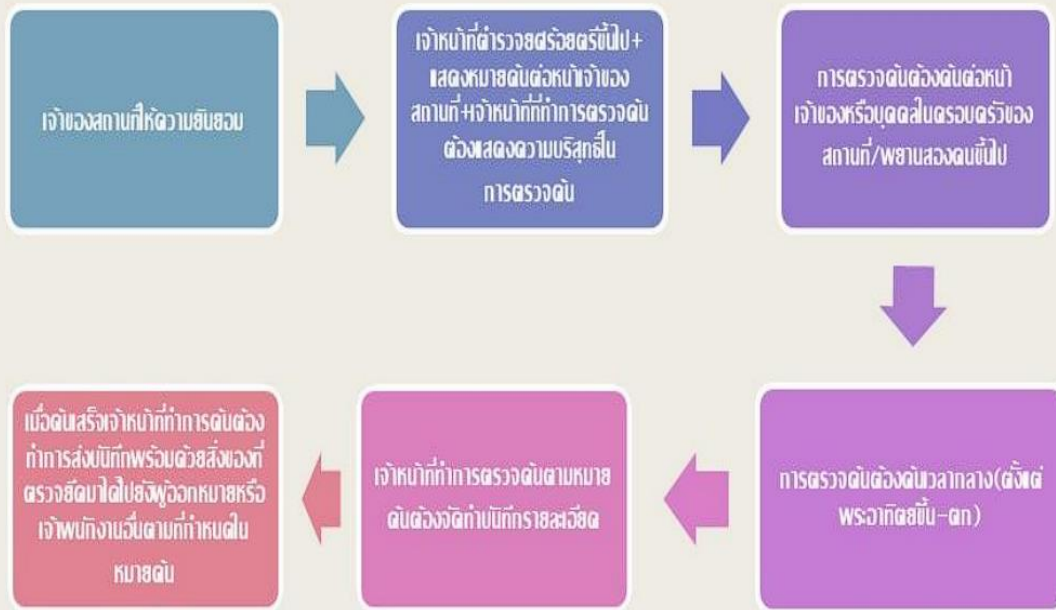 เจ้าของสถานที่ให้ความยินยอม
เจ้าหน้าที่ตำรวจยศร้อยตรีขึ้นไป+
แสดงหมายค้นต่อหน้าเจ้าของ
สถานที่+เจ้าหน้าที่ที่ทำการตรวจค้น
ต้องแสดงความบริสุทธิ์ใน
การตรวจค้น
การตรวจค้นต้องค้นต่อหน้า
เจ้าของหรือบุคคลในครอบครัวของ
สถานที่/พยานสองคนขึ้นไป
การตรวจค้นต้องค้นเวลากลาง(ตั้งแต่
พระอาทิตย์ขึ้น-ตก)
เจ้าหน้าที่ทำการตรวจค้นตามหมาย
ค้นต้องจัดทำบันทึกรายละเอียด
เมื่อค้นเสร็จเจ้าหน้าที่ทำการค้นต้อง
ทำการส่งบันทึกพร้อมด้วยสิ่งของที่
ตรวจยึดมาได้ไปยังผู้ออกหมายหรือ
เจ้าพนักงานอื่นตามที่กำหนดใน
หมายค้น